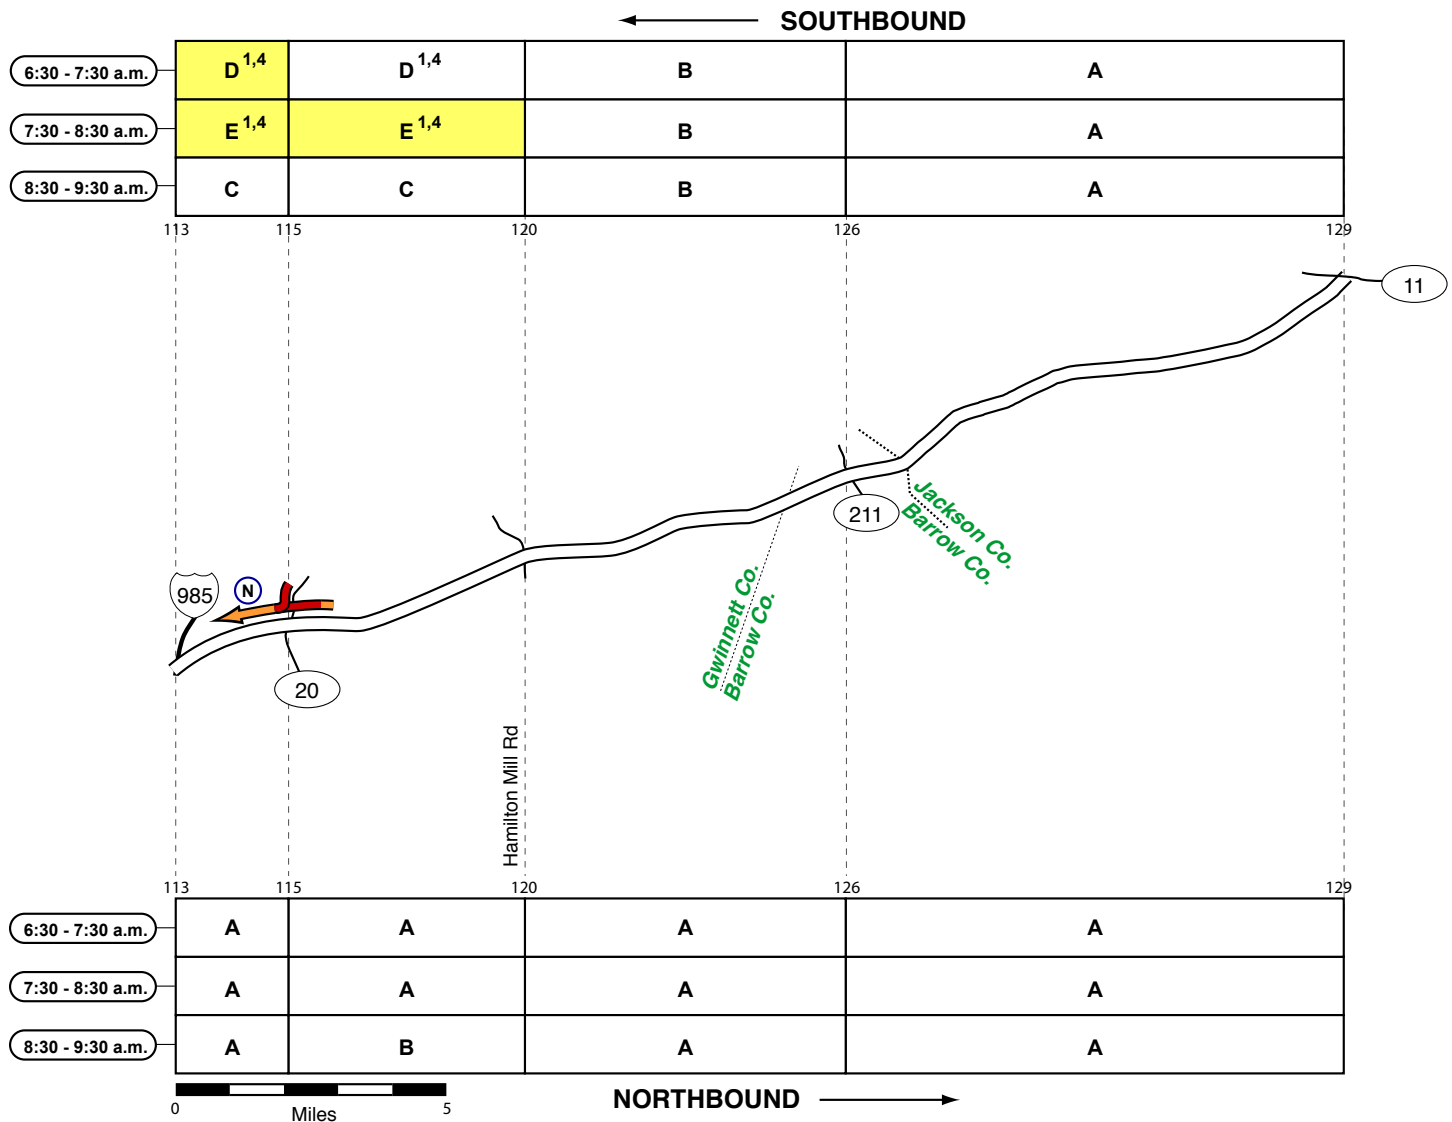 SOUTHBOUND
6:30 - 7:30 a.m. D 1,4 D 1,4 B A
7:30 - 8:30 a.m. E 1,4 E 1,4 B A
8:30 - 9:30 a.m. C C B A
113 115 120 126 129
11
211
Jackson Co.
Barrow Co.
985
N
20
Gwinnett Co.
Barrow Co.
Hamilton Mill Rd
113 115 120 126 129
6:30 - 7:30 a.m. A A A A
7:30 - 8:30 a.m. A A A A
8:30 - 9:30 a.m. A B A A
0 5
Miles
NORTHBOUND